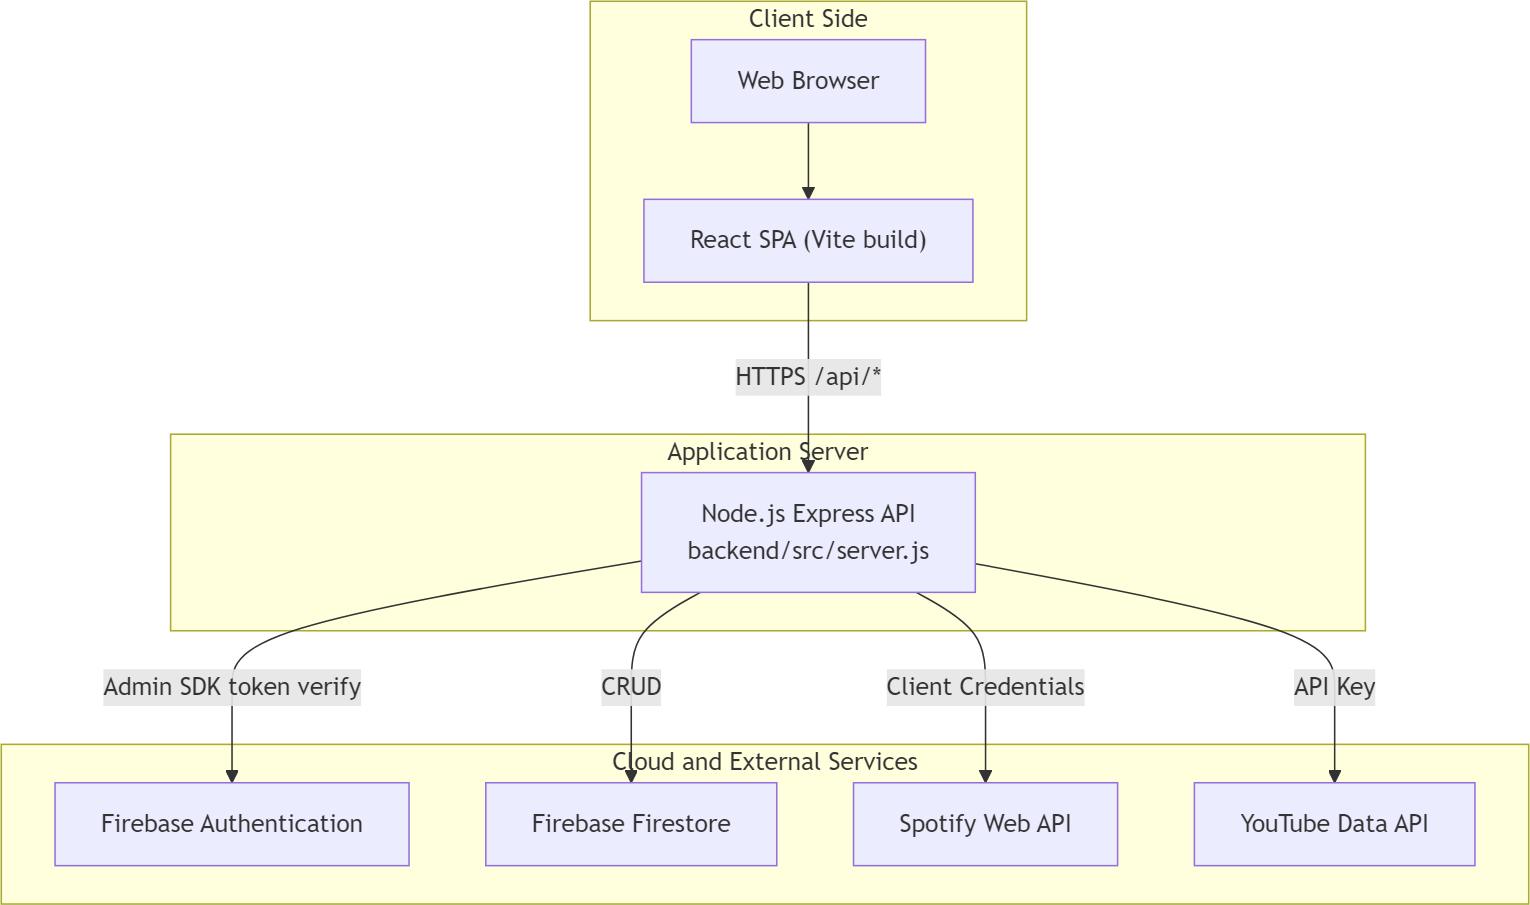 Client Side
Web Browser
React SPA (Vite build)
HTTPS /api/*
Application Server
Node.js Express API
backend/src/server.js
Admin SDK token verify
CRUD
Client Credentials
API Key
Cloud and External Services
Firebase Authentication
Firebase Firestore
Spotify Web API
YouTube Data API